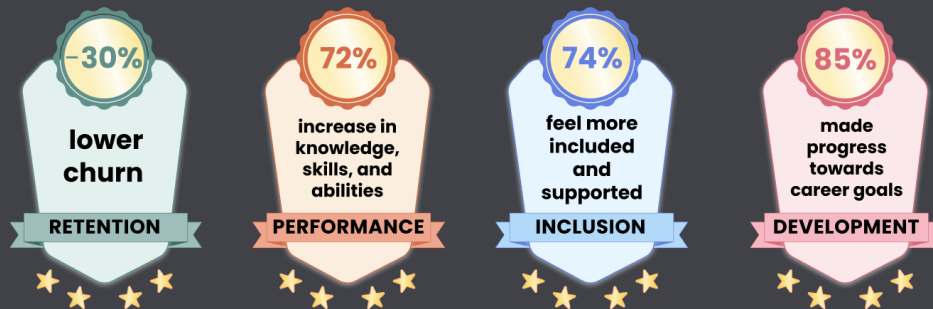 –30%
lower
churn
RETENTION
72%
increase in
knowledge,
skills, and
abilities
PERFORMANCE
74%
feel more
included
and
supported
INCLUSION
85%
made
progress
towards
career goals
DEVELOPMENT